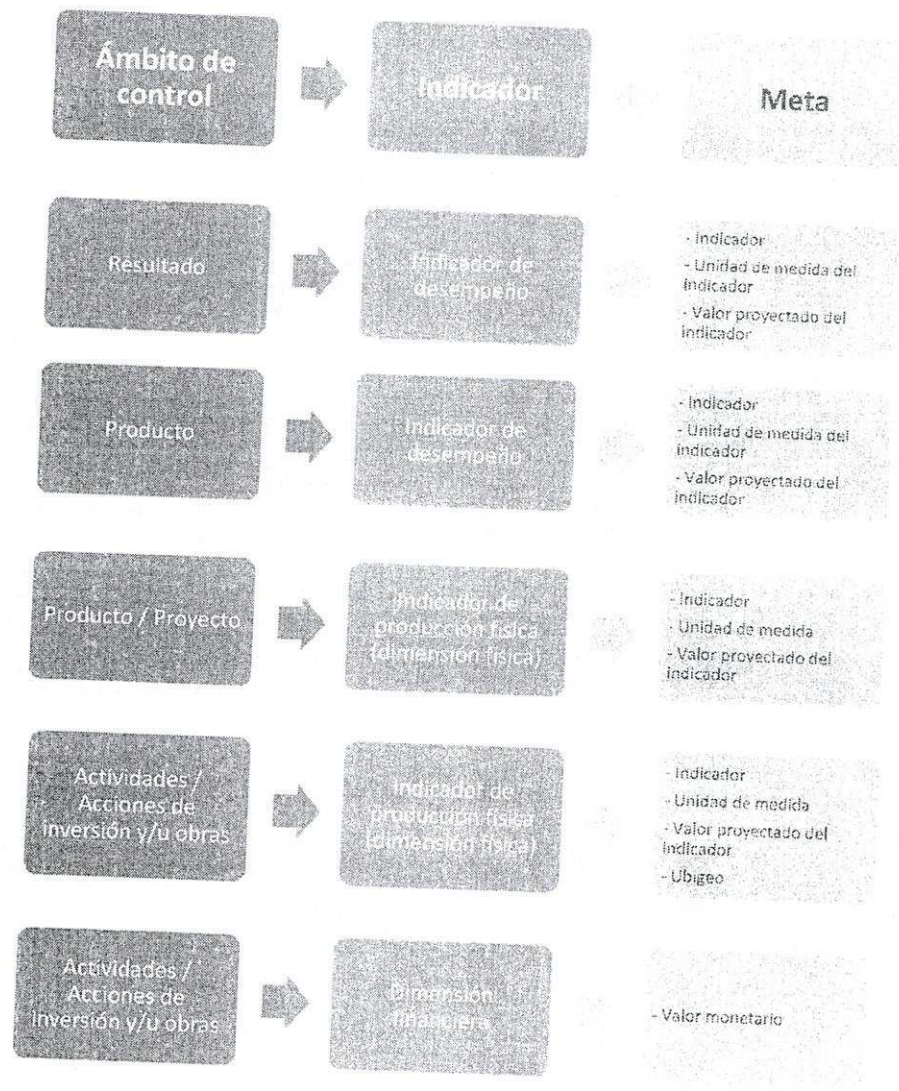 Ámbito de
control
Indicador
Meta
Resultado
Indicador de
desempeño
- Indicador
- Unidad de medida del
indicador
- Valor proyectado del
indicador
Producto
Indicador de
desempeño
- Indicador
- Unidad de medida del
indicador
- Valor proyectado del
indicador
Producto / Proyecto
Indicador de
producción física
(dimensión física)
- Indicador
- Unidad de medida
- Valor proyectado del
indicador
Actividades /
Acciones de
inversión y/u obras
Indicador de
producción física
(dimensión física)
- Indicador
- Unidad de medida
- Valor proyectado del
indicador
- Ubigeo
Actividades /
Acciones de
inversión y/u obras
Dimensión
financiera
- Valor monetario